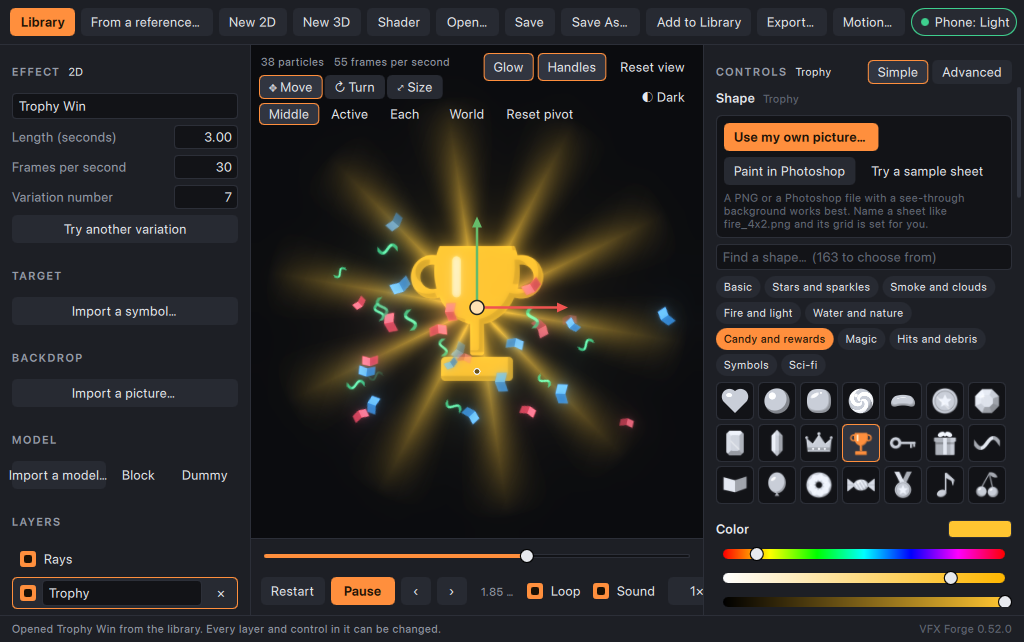 Library From a reference... New 2D New 3D Shader Open... Save Save As... Add to Library Export... Motion... Phone: Light
EFFECT 2D
Trophy Win
Length (seconds) 3.00
Frames per second 30
Variation number 7
Try another variation
TARGET
Import a symbol...
BACKDROP
Import a picture...
MODEL
Import a model... Block Dummy
LAYERS
Rays
Trophy ×
38 particles 55 frames per second Glow Handles Reset view
Move Turn Size Dark
Middle Active Each World Reset pivot
Restart Pause ‹ › 1.85 ... Loop Sound 1×
CONTROLS Trophy Simple Advanced
Shape Trophy
Use my own picture...
Paint in Photoshop Try a sample sheet
A PNG or a Photoshop file with a see-through
background works best. Name a sheet like
fire_4x2.png and its grid is set for you.
Find a shape... (163 to choose from)
Basic Stars and sparkles Smoke and clouds
Fire and light Water and nature
Candy and rewards Magic Hits and debris
Symbols Sci-fi
Color
Opened Trophy Win from the library. Every layer and control in it can be changed. VFX Forge 0.52.0